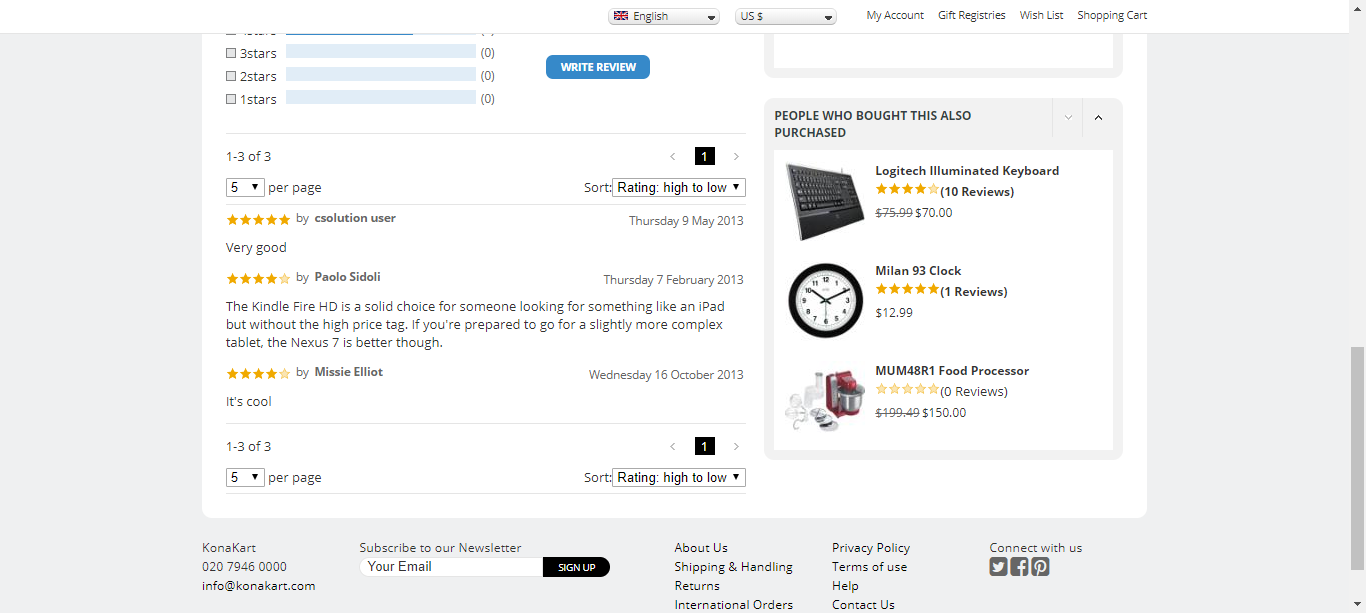 English
US $
My Account
Gift Registries
Wish List
Shopping Cart
3stars
(0)
2stars
(0)
1stars
(0)
WRITE REVIEW
1-3 of 3
<
1
>
5
per page
Sort:
Rating: high to low
by csolution user
Thursday 9 May 2013
Very good
by Paolo Sidoli
Thursday 7 February 2013
The Kindle Fire HD is a solid choice for someone looking for something like an iPad
but without the high price tag. If you're prepared to go for a slightly more complex
tablet, the Nexus 7 is better though.
by Missie Elliot
Wednesday 16 October 2013
It's cool
1-3 of 3
<
1
>
5
per page
Sort:
Rating: high to low
PEOPLE WHO BOUGHT THIS ALSO
PURCHASED
Logitech Illuminated Keyboard
(10 Reviews)
$75.99 $70.00
Milan 93 Clock
(1 Reviews)
$12.99
MUM48R1 Food Processor
(0 Reviews)
$199.49 $150.00
KonaKart
020 7946 0000
info@konakart.com
Subscribe to our Newsletter
Your Email
SIGN UP
About Us
Shipping & Handling
Returns
International Orders
Privacy Policy
Terms of use
Help
Contact Us
Connect with us